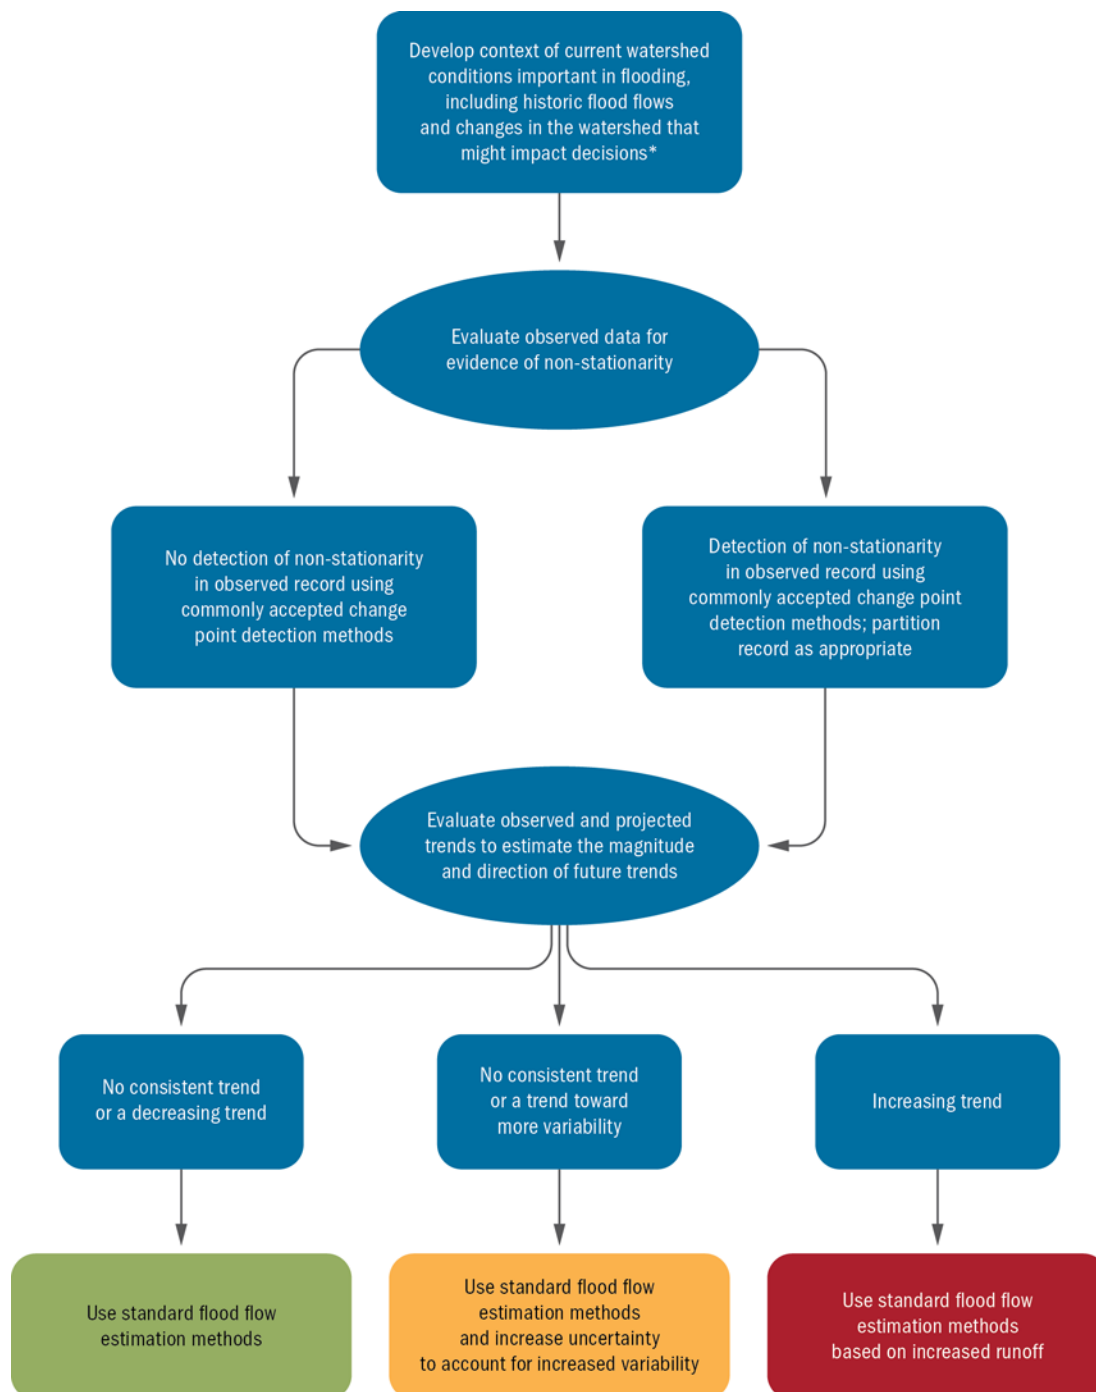 Develop context of current watershed
conditions important in flooding,
including historic flood flows
and changes in the watershed that
might impact decisions*
Evaluate observed data for
evidence of non-stationarity
No detection of non-stationarity
in observed record using
commonly accepted change
point detection methods
Detection of non-stationarity
in observed record using
commonly accepted change point
detection methods; partition
record as appropriate
Evaluate observed and projected
trends to estimate the magnitude
and direction of future trends
No consistent trend
or a decreasing trend
No consistent trend
or a trend toward
more variability
Increasing trend
Use standard flood flow
estimation methods
Use standard flood flow
estimation methods
and increase uncertainty
to account for increased variability
Use standard flood flow
estimation methods
based on increased runoff